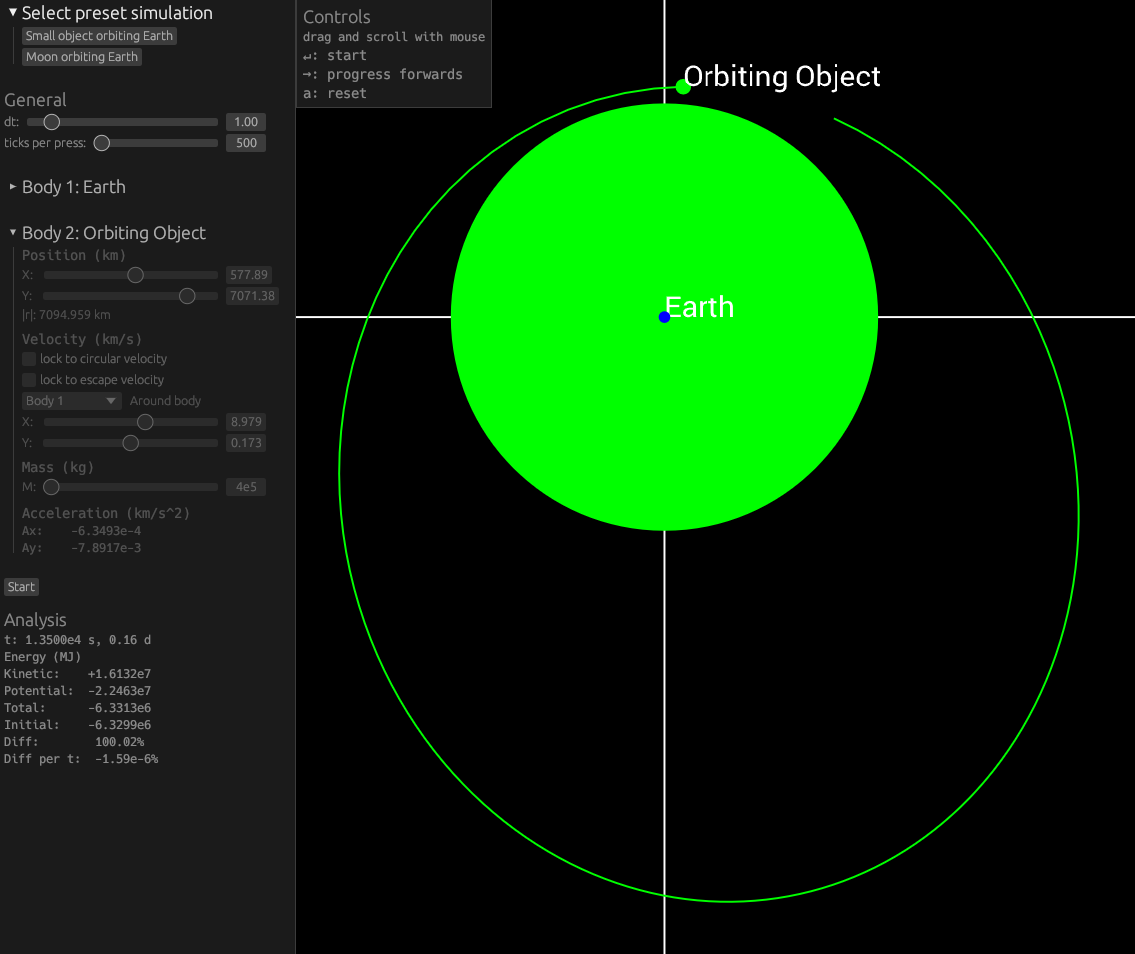 Select preset simulation
Small object orbiting Earth
Moon orbiting Earth
General
dt: 1.00
ticks per press: 500
Body 1: Earth
Body 2: Orbiting Object
Position (km)
X: 577.89
Y: 7071.38
|r|: 7094.959 km
Velocity (km/s)
lock to circular velocity
lock to escape velocity
Body 1 Around body
X: 8.979
Y: 0.173
Mass (kg)
M: 4e5
Acceleration (km/s^2)
Ax: -6.3493e-4
Ay: -7.8917e-3
Start
Analysis
t: 1.3500e4 s, 0.16 d
Energy (MJ)
Kinetic: +1.6132e7
Potential: -2.2463e7
Total: -6.3313e6
Initial: -6.3299e6
Diff: 100.02%
Diff per t: -1.59e-6%
Controls
drag and scroll with mouse
↵: start
→: progress forwards
a: reset
Orbiting Object
Earth